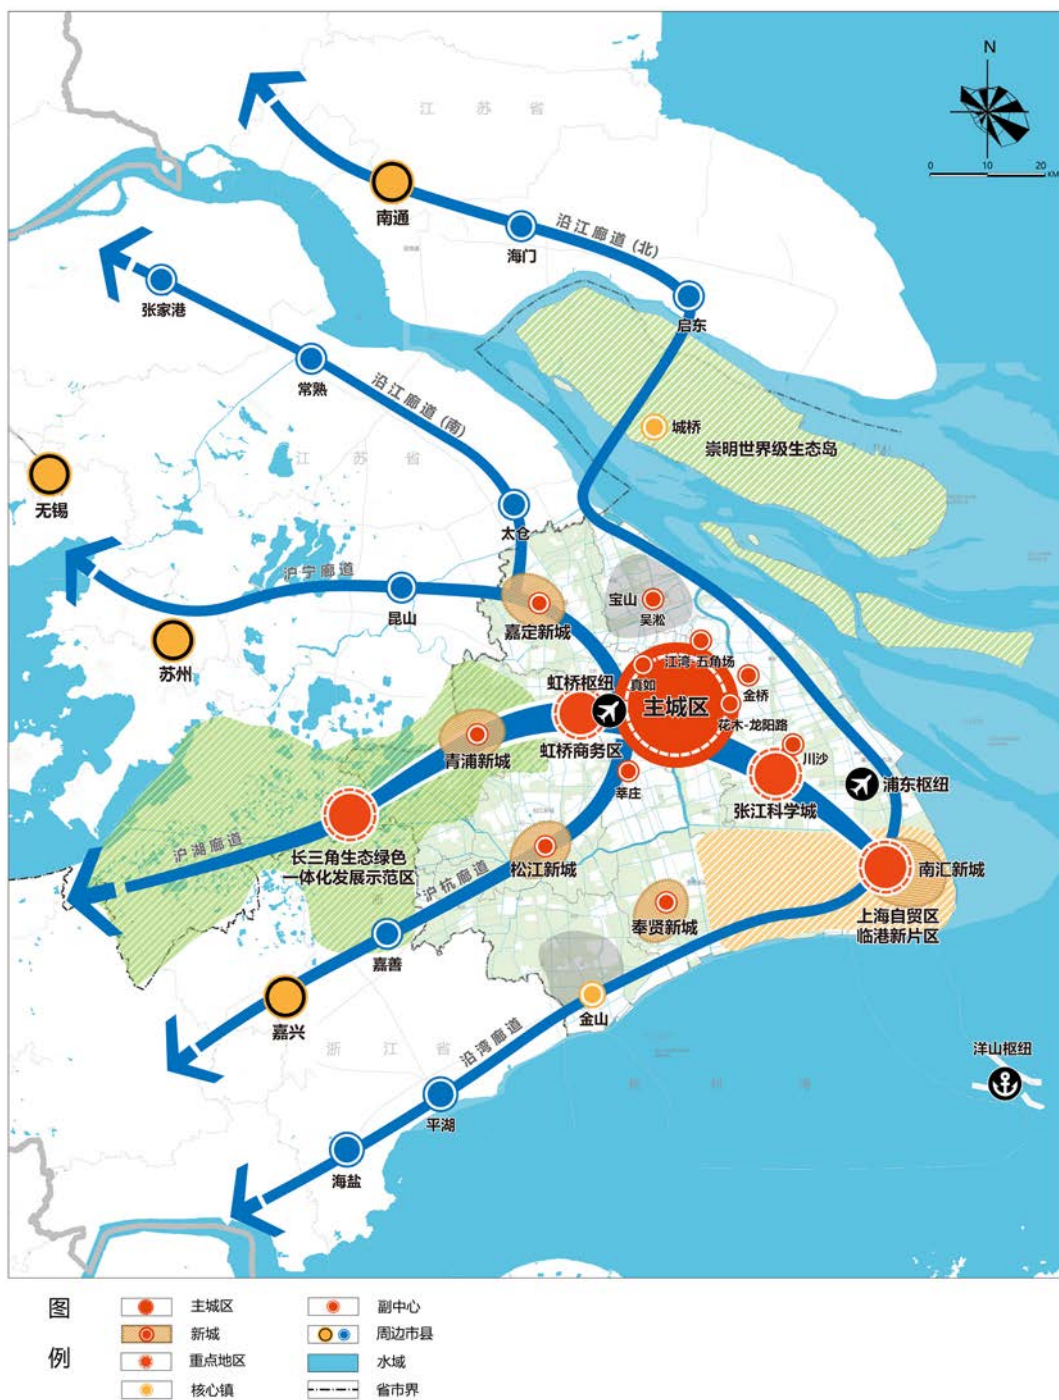 N
0 10 20 KM
江苏省
南通
海门
沿江廊道(北)
启东
张家港
常熟
沿江廊道(南)
江苏省
城桥
崇明世界级生态岛
无锡
太仓
沪宁廊道
昆山
苏州
嘉定新城
宝山
吴淞
江湾-五角场
真如
金桥
虹桥枢纽
主城区
花木-龙阳路
虹桥商务区
青浦新城
川沙
莘庄
张江科学城
浦东枢纽
沪湖廊道
长三角生态绿色
一体化发展示范区
沪杭廊道
松江新城
南汇新城
奉贤新城
上海自贸区
临港新片区
嘉善
嘉兴
金山
浙江省
沿湾廊道
杭州湾
洋山枢纽
平湖
海盐
图例
主城区
副中心
新城
周边市县
重点地区
水域
核心镇
省市界